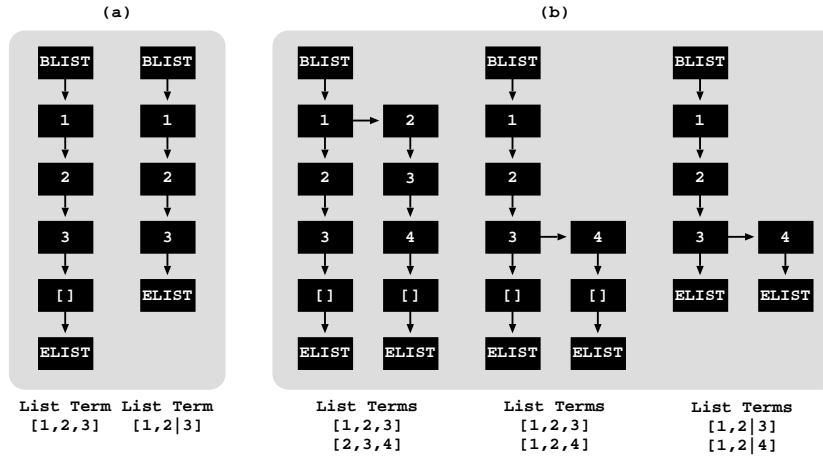 (a) (b)
BLIST BLIST BLIST BLIST BLIST
1 1 1 2 1 1
2 2 2 3 2 2
3 3 3 4 3 4 3 4
[] ELIST [] [] [] [] ELIST ELIST
ELIST ELIST ELIST ELIST ELIST
List Term List Term List Terms List Terms List Terms
[1,2,3] [1,2|3] [1,2,3] [1,2,3] [1,2|3]
[2,3,4] [1,2,4] [1,2|4]